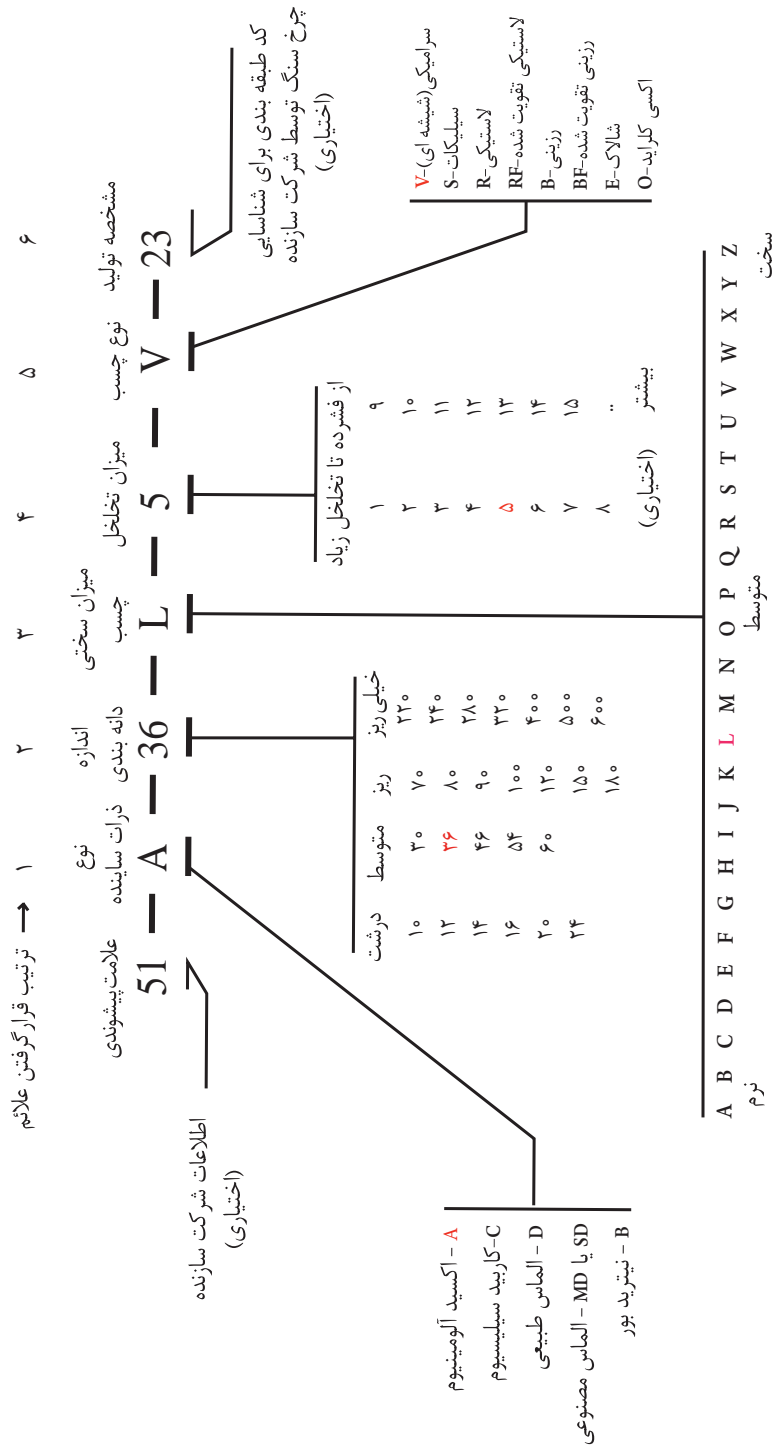 ترتیب قرارگرفتن علائم → ۱ ۲ ۳ ۴ ۵ ۶
علامت پیشوندی
نوع
ذرات ساینده
اندازه
دانه بندی
میزان سختی
چسب
میزان تخلخل
نوع چسب
مشخصه تولید
51 — A — 36 — L — 5 — V — 23
اطلاعات شرکت سازنده
(اختیاری)
کد طبقه بندی برای شناسایی
چرخ سنگ توسط شرکت سازنده
(اختیاری)
A - اکسید آلومینیوم
C-کاربید سیلیسیوم
D - الماس طبیعی
SD یا MD - الماس مصنوعی
B - نیترید بور
درشت متوسط ریز خیلی ریز
۱۰ ۳۰ ۷۰ ۲۲۰
۱۲ ۳۶ ۸۰ ۲۴۰
۱۴ ۴۶ ۹۰ ۲۸۰
۱۶ ۵۴ ۱۰۰ ۳۲۰
۲۰ ۶۰ ۱۲۰ ۴۰۰
۲۴ ۱۵۰ ۵۰۰
۱۸۰ ۶۰۰
از فشرده تا تخلخل زیاد
۱ ۹
۲ ۱۰
۳ ۱۱
۴ ۱۲
۵ ۱۳
۶ ۱۴
۷ ۱۵
۸ ..
(اختیاری) بیشتر
V-سرامیکی(شیشه ای)
S-سیلیکات
R-لاستیکی
RF-لاستیکی تقویت شده
B-رزینی
BF-رزینی تقویت شده
E-شالاک
O-اکسی کلراید
A B C D E F G H I J K L M N O P Q R S T U V W X Y Z
نرم متوسط سخت